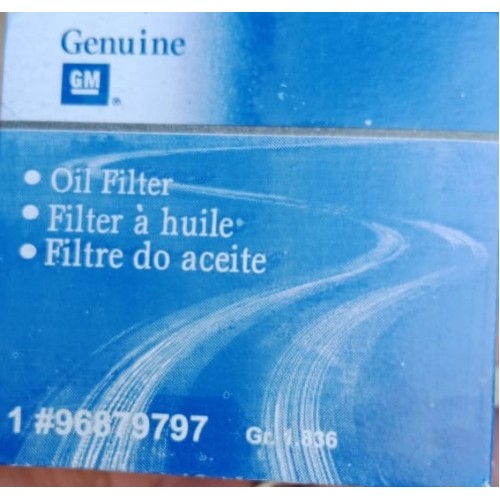 Genuine
GM
• Oil Filter
• Filter à huile
• Filtre do aceite
1 #96879797 Gr. 1.836